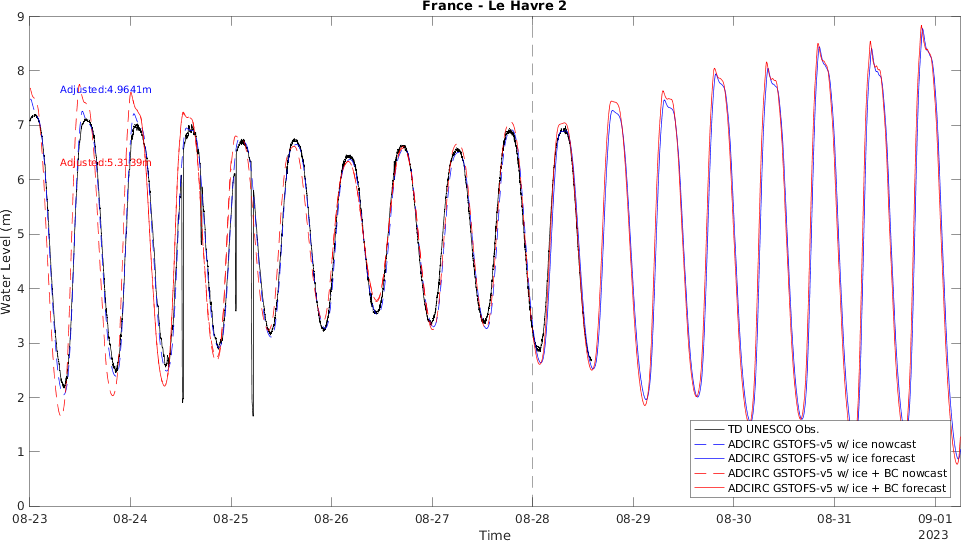 France - Le Havre 2
9
8
7
6
5
4
3
2
1
0
Water Level (m)
Adjusted:4.9641m
Adjusted:5.3139m
TD UNESCO Obs.
ADCIRC GSTOFS-v5 w/ ice nowcast
ADCIRC GSTOFS-v5 w/ ice forecast
ADCIRC GSTOFS-v5 w/ ice + BC nowcast
ADCIRC GSTOFS-v5 w/ ice + BC forecast
08-23 08-24 08-25 08-26 08-27 08-28 08-29 08-30 08-31 09-01
2023
Time